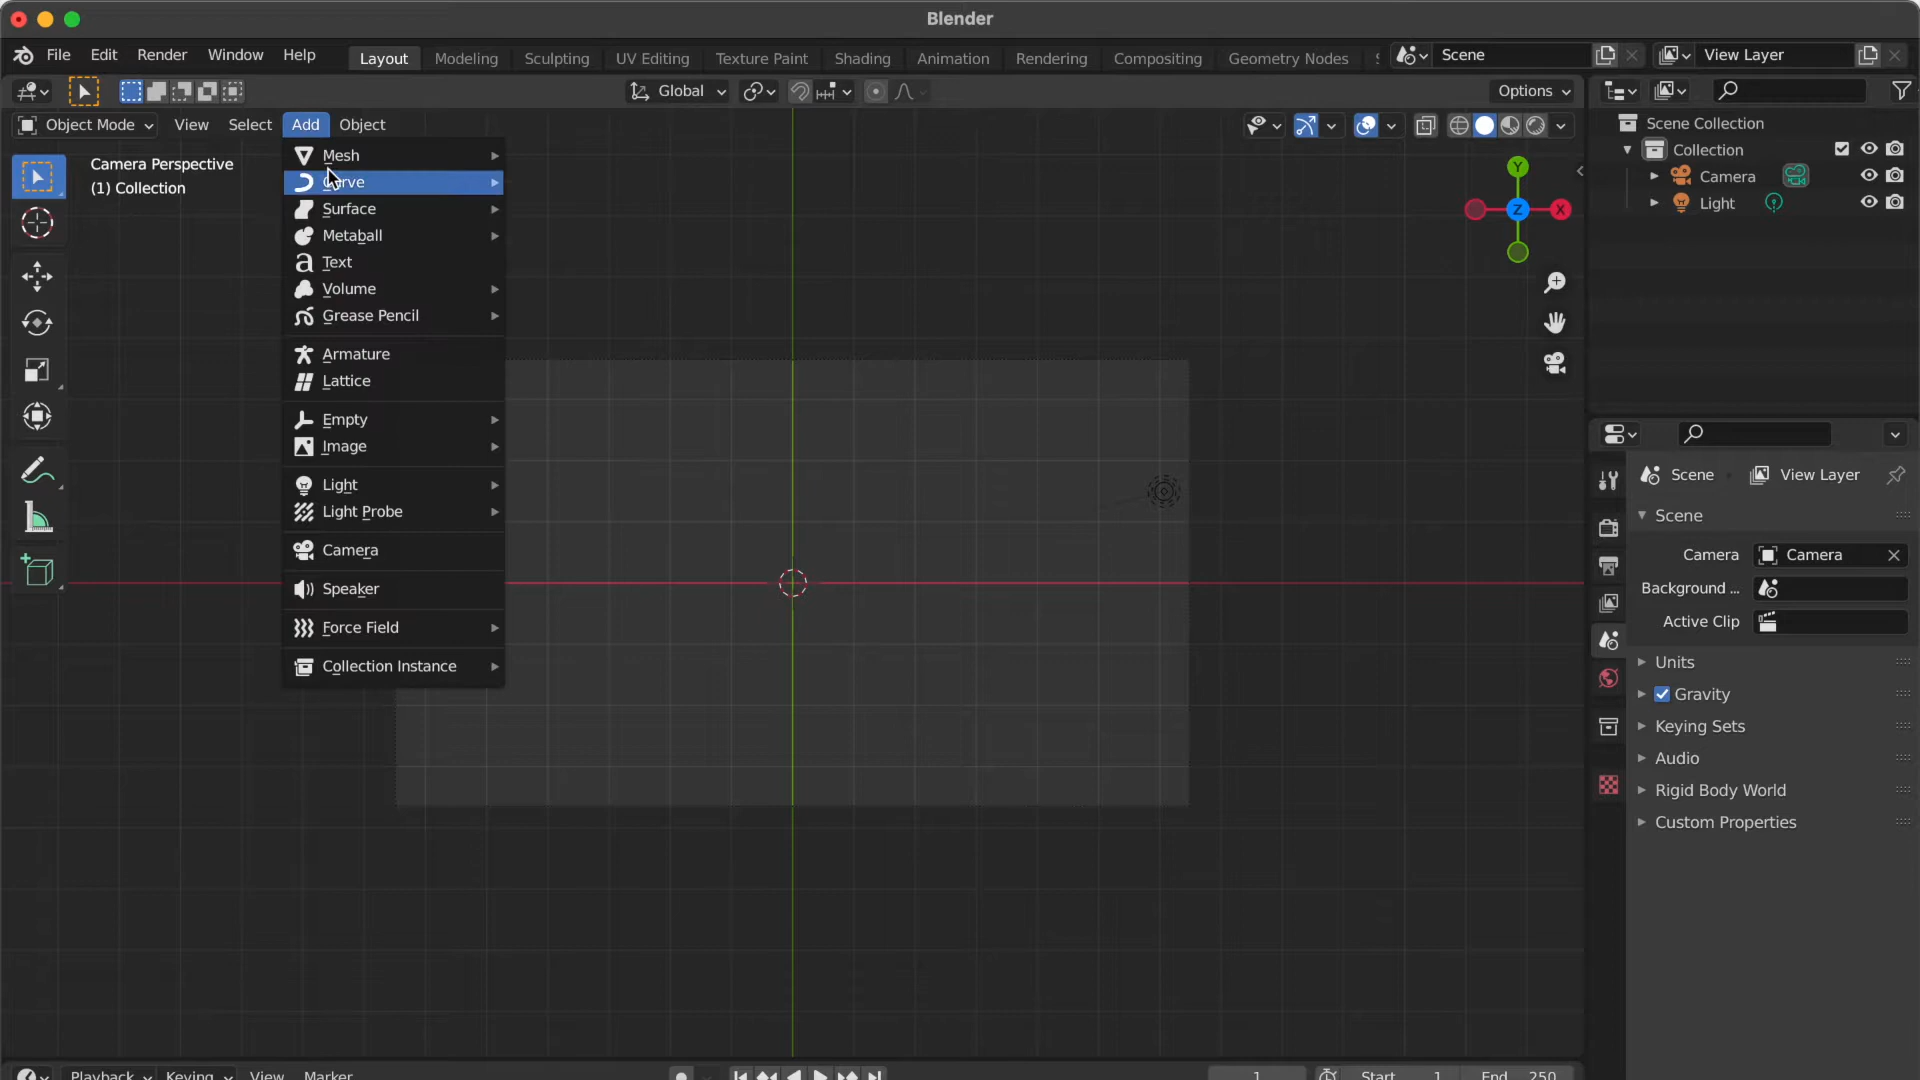 Blender
File Edit Render Window Help Layout Modeling Sculpting UV Editing Texture Paint Shading Animation Rendering Compositing Geometry Nodes Scene View Layer
Global Options
Object Mode View Select Add Object
Camera Perspective
(1) Collection
Mesh
Curve
Surface
Metaball
Text
Volume
Grease Pencil
Armature
Lattice
Empty
Image
Light
Light Probe
Camera
Speaker
Force Field
Collection Instance
Y
Z X
Scene Collection
Collection
Camera
Light
Scene View Layer
Scene
Camera Camera
Background ...
Active Clip
Units
Gravity
Keying Sets
Audio
Rigid Body World
Custom Properties
Playback Keying View Marker 1 Start 1 End 250